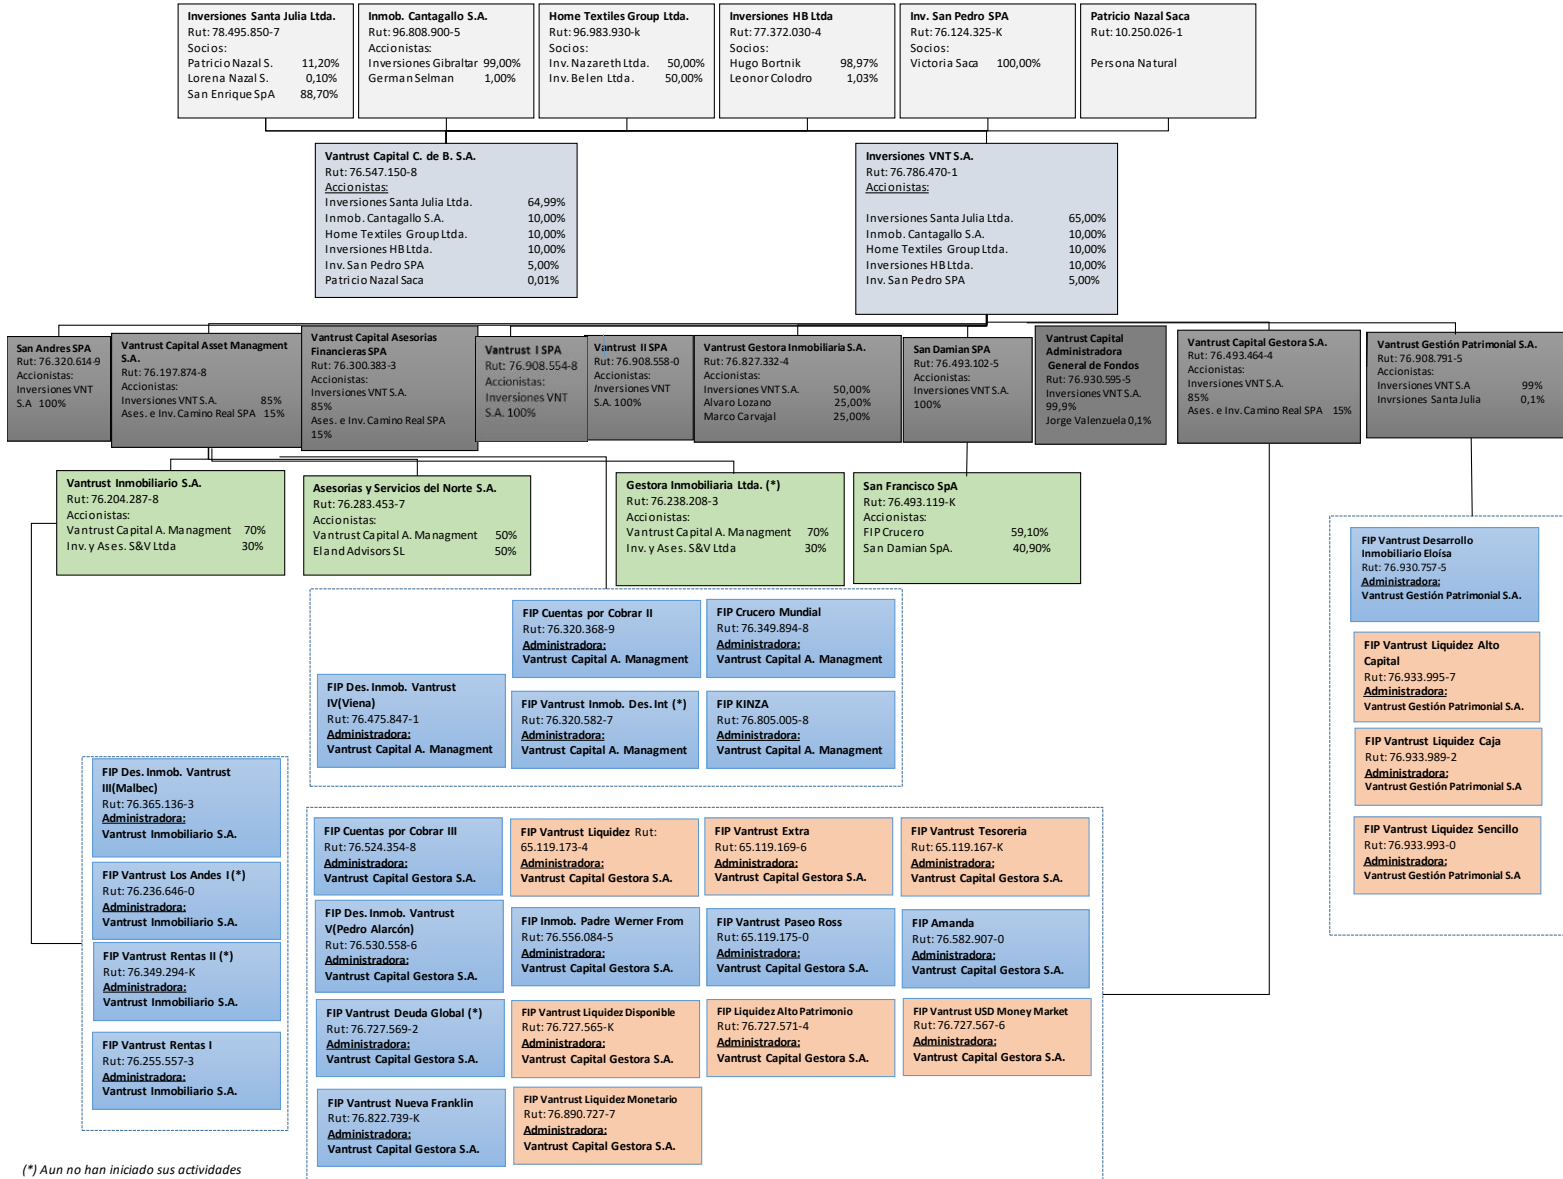 Inversiones Santa Julia Ltda.
Rut: 78.495.850-7
Socios:
Patricio Nazal S. 11,20%
Lorena Nazal S. 0,10%
San Enrique SpA 88,70%
Inmob. Cantagallo S.A.
Rut: 96.808.900-5
Accionistas:
Inversiones Gibraltar 99,00%
German Selman 1,00%
Home Textiles Group Ltda.
Rut: 96.983.930-k
Socios:
Inv. Nazareth Ltda. 50,00%
Inv. Belen Ltda. 50,00%
Inversiones HB Ltda
Rut: 77.372.030-4
Socios:
Hugo Bortnik 98,97%
Leonor Colodro 1,03%
Inv. San Pedro SPA
Rut: 76.124.325-K
Socios:
Victoria Saca 100,00%
Patricio Nazal Saca
Rut: 10.250.026-1
Persona Natural
Vantrust Capital C. de B. S.A.
Rut: 76.547.150-8
Accionistas:
Inversiones Santa Julia Ltda. 64,99%
Inmob. Cantagallo S.A. 10,00%
Home Textiles Group Ltda. 10,00%
Inversiones HB Ltda. 10,00%
Inv. San Pedro SPA 5,00%
Patricio Nazal Saca 0,01%
Inversiones VNT S.A.
Rut: 76.786.470-1
Accionistas:
Inversiones Santa Julia Ltda. 65,00%
Inmob. Cantagallo S.A. 10,00%
Home Textiles Group Ltda. 10,00%
Inversiones HB Ltda. 10,00%
Inv. San Pedro SPA 5,00%
San Andres SPA
Rut: 76.320.614-9
Accionistas:
Inversiones VNT
S.A 100%
Vantrust Capital Asset Managment
S.A.
Rut: 76.197.874-8
Accionistas:
Inversiones VNT S.A. 85%
Ases. e Inv. Camino Real SPA 15%
Vantrust Capital Asesorias
Financieras SPA
Rut: 76.300.383-3
Accionistas:
Inversiones VNT S.A.
85%
Ases. e Inv. Camino Real SPA
15%
Vantrust I SPA
Rut: 76.908.554-8
Accionistas:
Inversiones VNT
S.A. 100%
Vantrust II SPA
Rut: 76.908.558-0
Accionistas:
Inversiones VNT
S.A. 100%
Vantrust Gestora Inmobiliaria S.A.
Rut: 76.827.332-4
Accionistas:
Inversiones VNT S.A. 50,00%
Alvaro Lozano 25,00%
Marco Carvajal 25,00%
San Damian SPA
Rut: 76.493.102-5
Accionistas:
Inversiones VNT S.A.
100%
Vantrust Capital
Administradora
General de Fondos
Rut: 76.930.595-5
Inversiones VNT S.A.
99,9%
Jorge Valenzuela 0,1%
Vantrust Capital Gestora S.A.
Rut: 76.493.464-4
Accionistas:
Inversiones VNT S.A.
85%
Ases. e Inv. Camino Real SPA 15%
Vantrust Gestión Patrimonial S.A.
Rut: 76.908.791-5
Accionistas:
Inversiones VNT S.A 99%
Invrsiones Santa Julia 0,1%
Vantrust Inmobiliario S.A.
Rut: 76.204.287-8
Accionistas:
Vantrust Capital A. Managment 70%
Inv. y Ases. S&V Ltda 30%
Asesorias y Servicios del Norte S.A.
Rut: 76.283.453-7
Accionistas:
Vantrust Capital A. Managment 50%
Eland Advisors SL 50%
Gestora Inmobiliaria Ltda. (*)
Rut: 76.238.208-3
Accionistas:
Vantrust Capital A. Managment 70%
Inv. y Ases. S&V Ltda 30%
San Francisco SpA
Rut: 76.493.119-K
Accionistas:
FIP Crucero 59,10%
San Damian SpA. 40,90%
FIP Vantrust Desarrollo
Inmobiliario Eloísa
Rut: 76.930.757-5
Administradora:
Vantrust Gestión Patrimonial S.A.
FIP Vantrust Liquidez Alto
Capital
Rut: 76.933.995-7
Administradora:
Vantrust Gestión Patrimonial S.A.
FIP Vantrust Liquidez Caja
Rut: 76.933.989-2
Administradora:
Vantrust Gestión Patrimonial S.A
FIP Vantrust Liquidez Sencillo
Rut: 76.933.993-0
Administradora:
Vantrust Gestión Patrimonial S.A
FIP Cuentas por Cobrar II
Rut: 76.320.368-9
Administradora:
Vantrust Capital A. Managment
FIP Crucero Mundial
Rut: 76.349.894-8
Administradora:
Vantrust Capital A. Managment
FIP Des. Inmob. Vantrust
IV(Viena)
Rut: 76.475.847-1
Administradora:
Vantrust Capital A. Managment
FIP Vantrust Inmob. Des. Int (*)
Rut: 76.320.582-7
Administradora:
Vantrust Capital A. Managment
FIP KINZA
Rut: 76.805.005-8
Administradora:
Vantrust Capital A. Managment
FIP Des. Inmob. Vantrust
III(Malbec)
Rut: 76.365.136-3
Administradora:
Vantrust Inmobiliario S.A.
FIP Vantrust Los Andes I (*)
Rut: 76.236.646-0
Administradora:
Vantrust Inmobiliario S.A.
FIP Vantrust Rentas II (*)
Rut: 76.349.294-K
Administradora:
Vantrust Inmobiliario S.A.
FIP Vantrust Rentas I
Rut: 76.255.557-3
Administradora:
Vantrust Inmobiliario S.A.
FIP Cuentas por Cobrar III
Rut: 76.524.354-8
Administradora:
Vantrust Capital Gestora S.A.
FIP Vantrust Liquidez Rut:
65.119.173-4
Administradora:
Vantrust Capital Gestora S.A.
FIP Vantrust Extra
Rut: 65.119.169-6
Administradora:
Vantrust Capital Gestora S.A.
FIP Vantrust Tesoreria
Rut: 65.119.167-K
Administradora:
Vantrust Capital Gestora S.A.
FIP Des. Inmob. Vantrust
V(Pedro Alarcón)
Rut: 76.530.558-6
Administradora:
Vantrust Capital Gestora S.A.
FIP Inmob. Padre Werner From
Rut: 76.556.084-5
Administradora:
Vantrust Capital Gestora S.A.
FIP Vantrust Paseo Ross
Rut: 65.119.175-0
Administradora:
Vantrust Capital Gestora S.A.
FIP Amanda
Rut: 76.582.907-0
Administradora:
Vantrust Capital Gestora S.A.
FIP Vantrust Deuda Global (*)
Rut: 76.727.569-2
Administradora:
Vantrust Capital Gestora S.A.
FIP Vantrust Liquidez Disponible
Rut: 76.727.565-K
Administradora:
Vantrust Capital Gestora S.A.
FIP Liquidez Alto Patrimonio
Rut: 76.727.571-4
Administradora:
Vantrust Capital Gestora S.A.
FIP Vantrust USD Money Market
Rut: 76.727.567-6
Administradora:
Vantrust Capital Gestora S.A.
FIP Vantrust Nueva Franklin
Rut: 76.822.739-K
Administradora:
Vantrust Capital Gestora S.A.
FIP Vantrust Liquidez Monetario
Rut: 76.890.727-7
Administradora:
Vantrust Capital Gestora S.A.
(*) Aun no han iniciado sus actividades